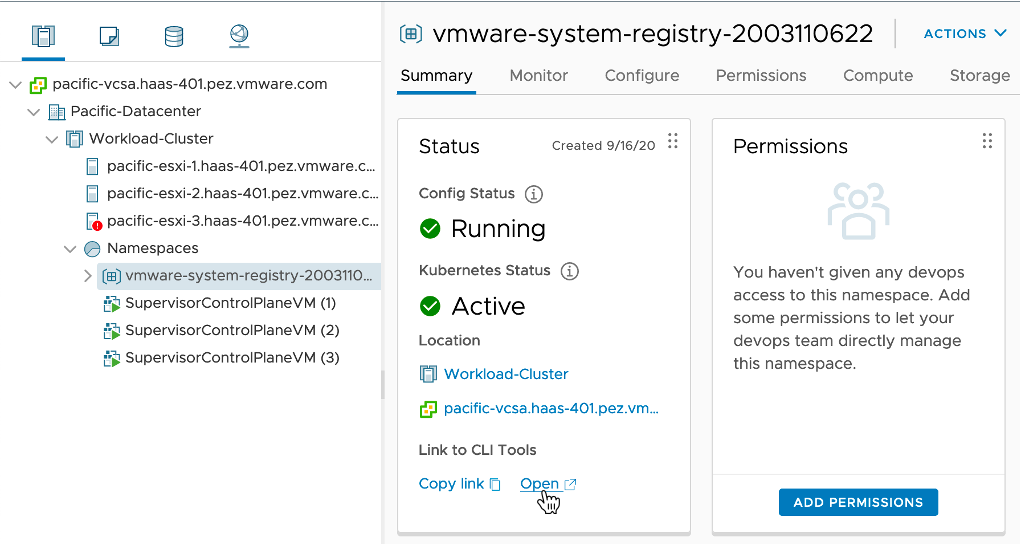 pacific-vcsa.haas-401.pez.vmware.com
Pacific-Datacenter
Workload-Cluster
pacific-esxi-1.haas-401.pez.vmware.c...
pacific-esxi-2.haas-401.pez.vmware.c...
pacific-esxi-3.haas-401.pez.vmware.c...
Namespaces
vmware-system-registry-2003110...
SupervisorControlPlaneVM (1)
SupervisorControlPlaneVM (2)
SupervisorControlPlaneVM (3)
vmware-system-registry-2003110622
ACTIONS
Summary Monitor Configure Permissions Compute Storage
Status
Created 9/16/20
Config Status
Running
Kubernetes Status
Active
Location
Workload-Cluster
pacific-vcsa.haas-401.pez.vm...
Link to CLI Tools
Copy link Open
Permissions
You haven't given any devops
access to this namespace. Add
some permissions to let your
devops team directly manage
this namespace.
ADD PERMISSIONS